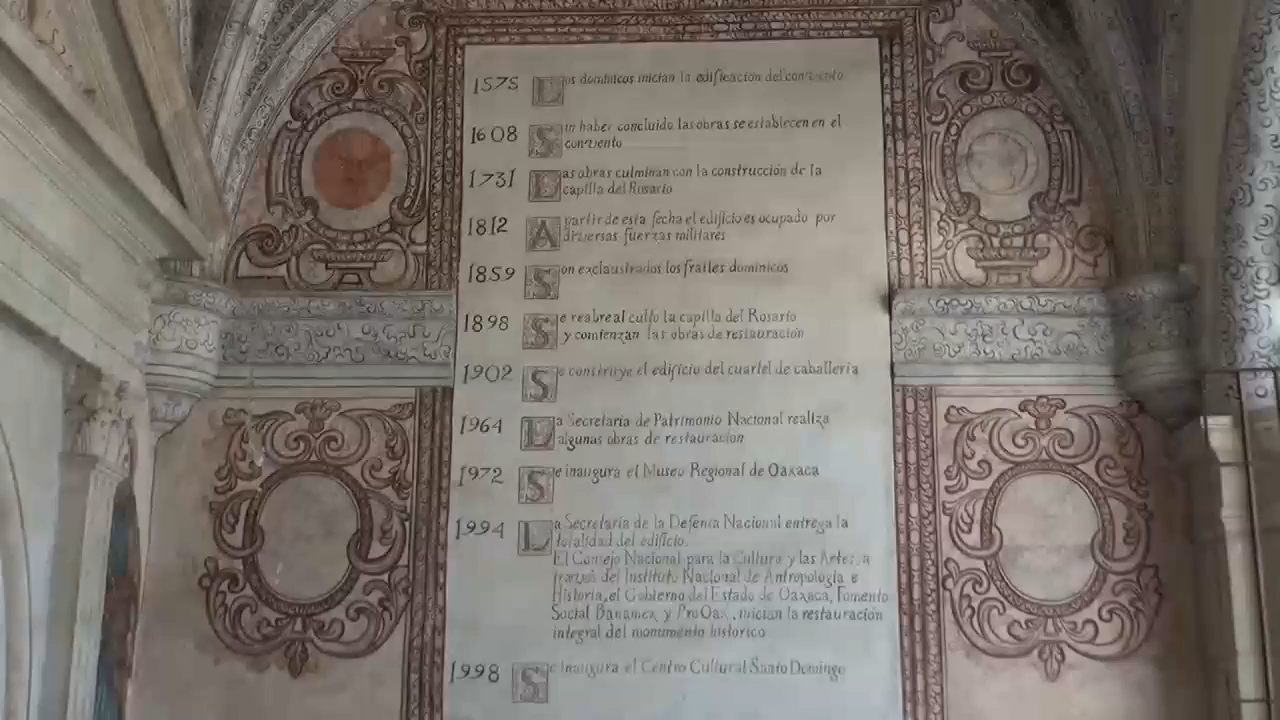 1575 Los dominicos inician la edificación del convento
1608 Sin haber concluido las obras se establecen en el
convento
1731 Las obras culminan con la construcción de la
capilla del Rosario
1812 A partir de esta fecha el edificio es ocupado por
diversas fuerzas militares
1859 Son exclaustrados los frailes dominicos
1898 Se reabre al culto la capilla del Rosario
y comienzan las obras de restauración
1902 Se construye el edificio del cuartel de caballeria
1964 La Secretaria de Patrimonio Nacional realiza
algunas obras de restauración
1972 Se inaugura el Museo Regional de Oaxaca
1994 La Secretaria de la Defensa Nacional entrega la
totalidad del edificio.
El Consejo Nacional para la Cultura y las Artes, a
través del Instituto Nacional de Antropología e
Historia, el Gobierno del Estado de Oaxaca, Fomento
Social Banamex y ProOax, inician la restauración
integral del monumento historico
1998 Se inaugura el Centro Cultural Santo Domingo